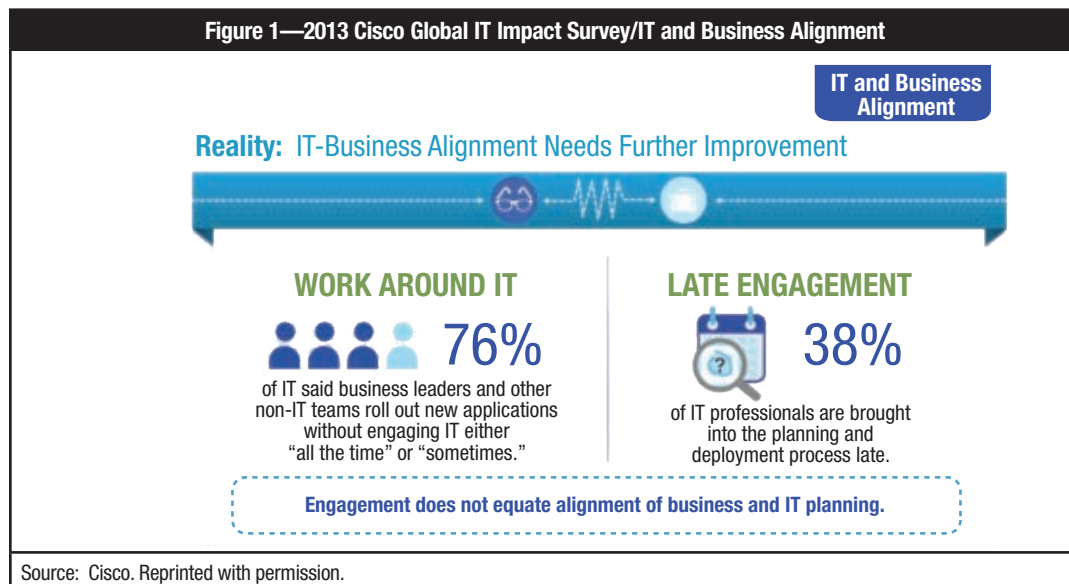 Figure 1—2013 Cisco Global IT Impact Survey/IT and Business Alignment
IT and Business
Alignment
Reality: IT-Business Alignment Needs Further Improvement
WORK AROUND IT
76%
of IT said business leaders and other
non-IT teams roll out new applications
without engaging IT either
“all the time” or “sometimes.”
LATE ENGAGEMENT
?
38%
of IT professionals are brought
into the planning and
deployment process late.
Engagement does not equate alignment of business and IT planning.
Source: Cisco. Reprinted with permission.